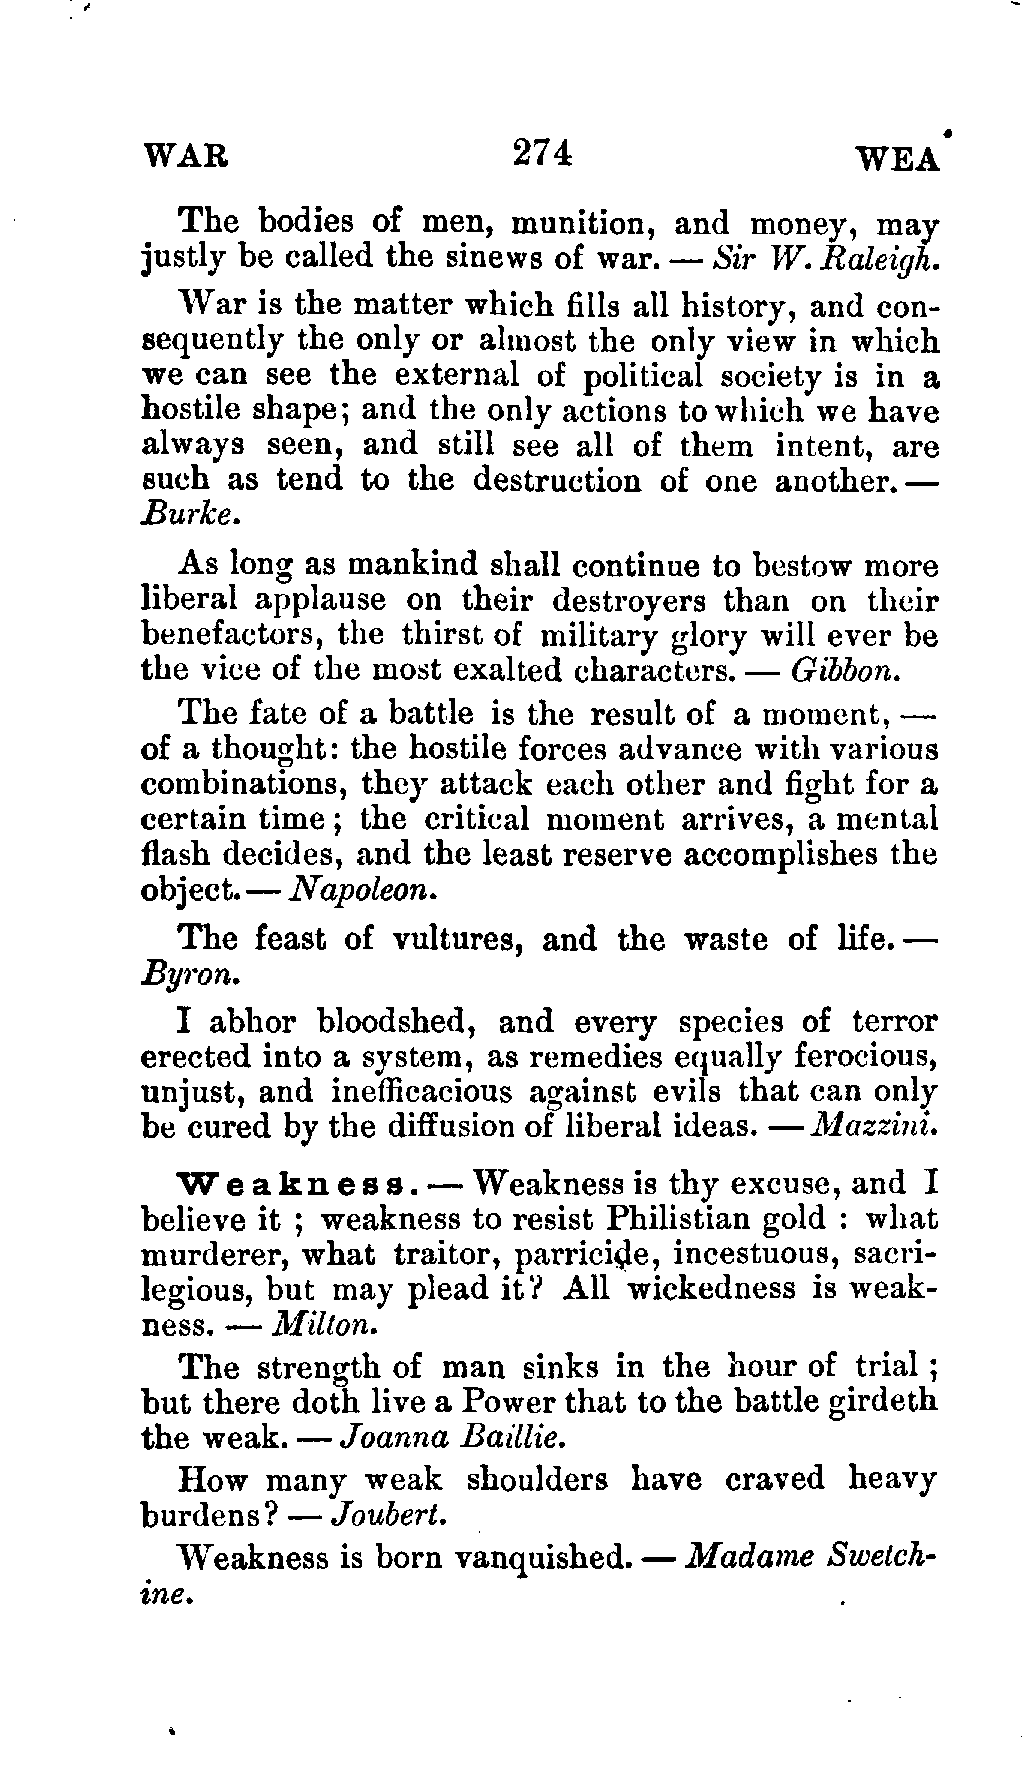 WAR 274 WEA
The bodies of men, munition, and money, may
justly be called the sinews of war. — Sir W. Raleigh.
War is the matter which fills all history, and con-
sequently the only or almost the only view in which
we can see the external of political society is in a
hostile shape; and the only actions to which we have
always seen, and still see all of them intent, are
such as tend to the destruction of one another. —
Burke.
As long as mankind shall continue to bestow more
liberal applause on their destroyers than on their
benefactors, the thirst of military glory will ever be
the vice of the most exalted characters. — Gibbon.
The fate of a battle is the result of a moment, —
of a thought: the hostile forces advance with various
combinations, they attack each other and fight for a
certain time; the critical moment arrives, a mental
flash decides, and the least reserve accomplishes the
object. — Napoleon.
The feast of vultures, and the waste of life. —
Byron.
I abhor bloodshed, and every species of terror
erected into a system, as remedies equally ferocious,
unjust, and inefficacious against evils that can only
be cured by the diffusion of liberal ideas. — Mazzini.
Weakness. — Weakness is thy excuse, and I
believe it ; weakness to resist Philistian gold : what
murderer, what traitor, parricide, incestuous, sacri-
legious, but may plead it? All wickedness is weak-
ness. — Milton.
The strength of man sinks in the hour of trial ;
but there doth live a Power that to the battle girdeth
the weak. — Joanna Baillie.
How many weak shoulders have craved heavy
burdens? — Joubert.
Weakness is born vanquished. — Madame Swetch-
ine.